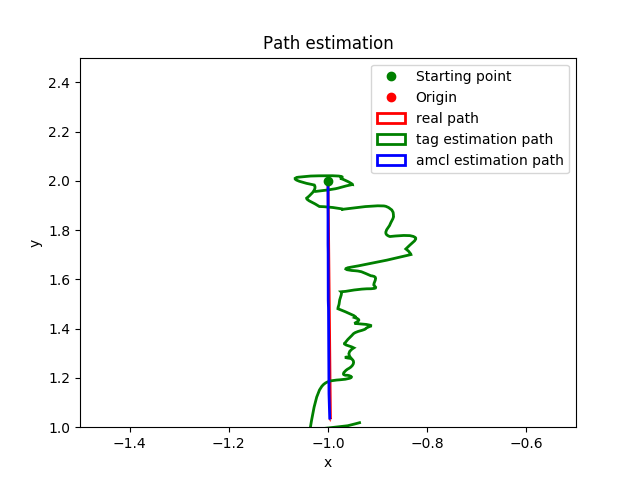 Path estimation
Starting point
Origin
real path
tag estimation path
amcl estimation path
2.4
2.2
2.0
1.8
1.6
1.4
1.2
1.0
y
−1.4
−1.2
−1.0
−0.8
−0.6
x